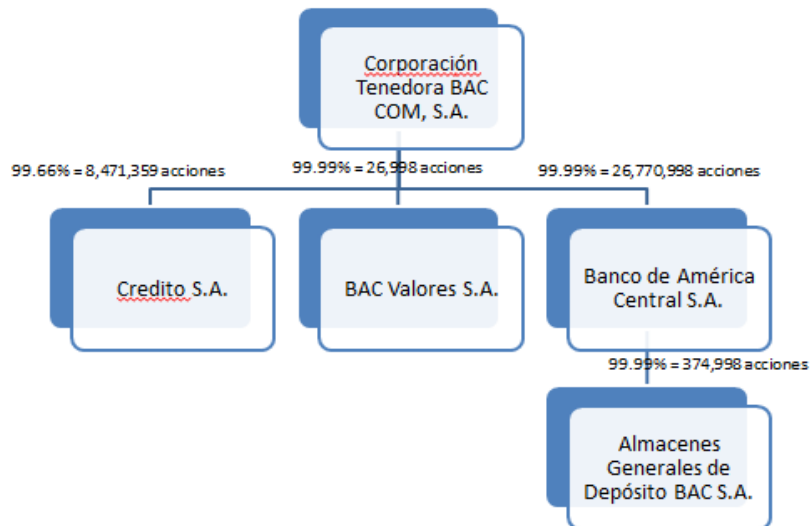 Corporación
Tenedora BAC
COM, S.A.
99.66% = 8,471,359 acciones
99.99% = 26,998 acciones
99.99% = 26,770,998 acciones
Credito S.A.
BAC Valores S.A.
Banco de América
Central S.A.
99.99% = 374,998 acciones
Almacenes
Generales de
Depósito BAC S.A.